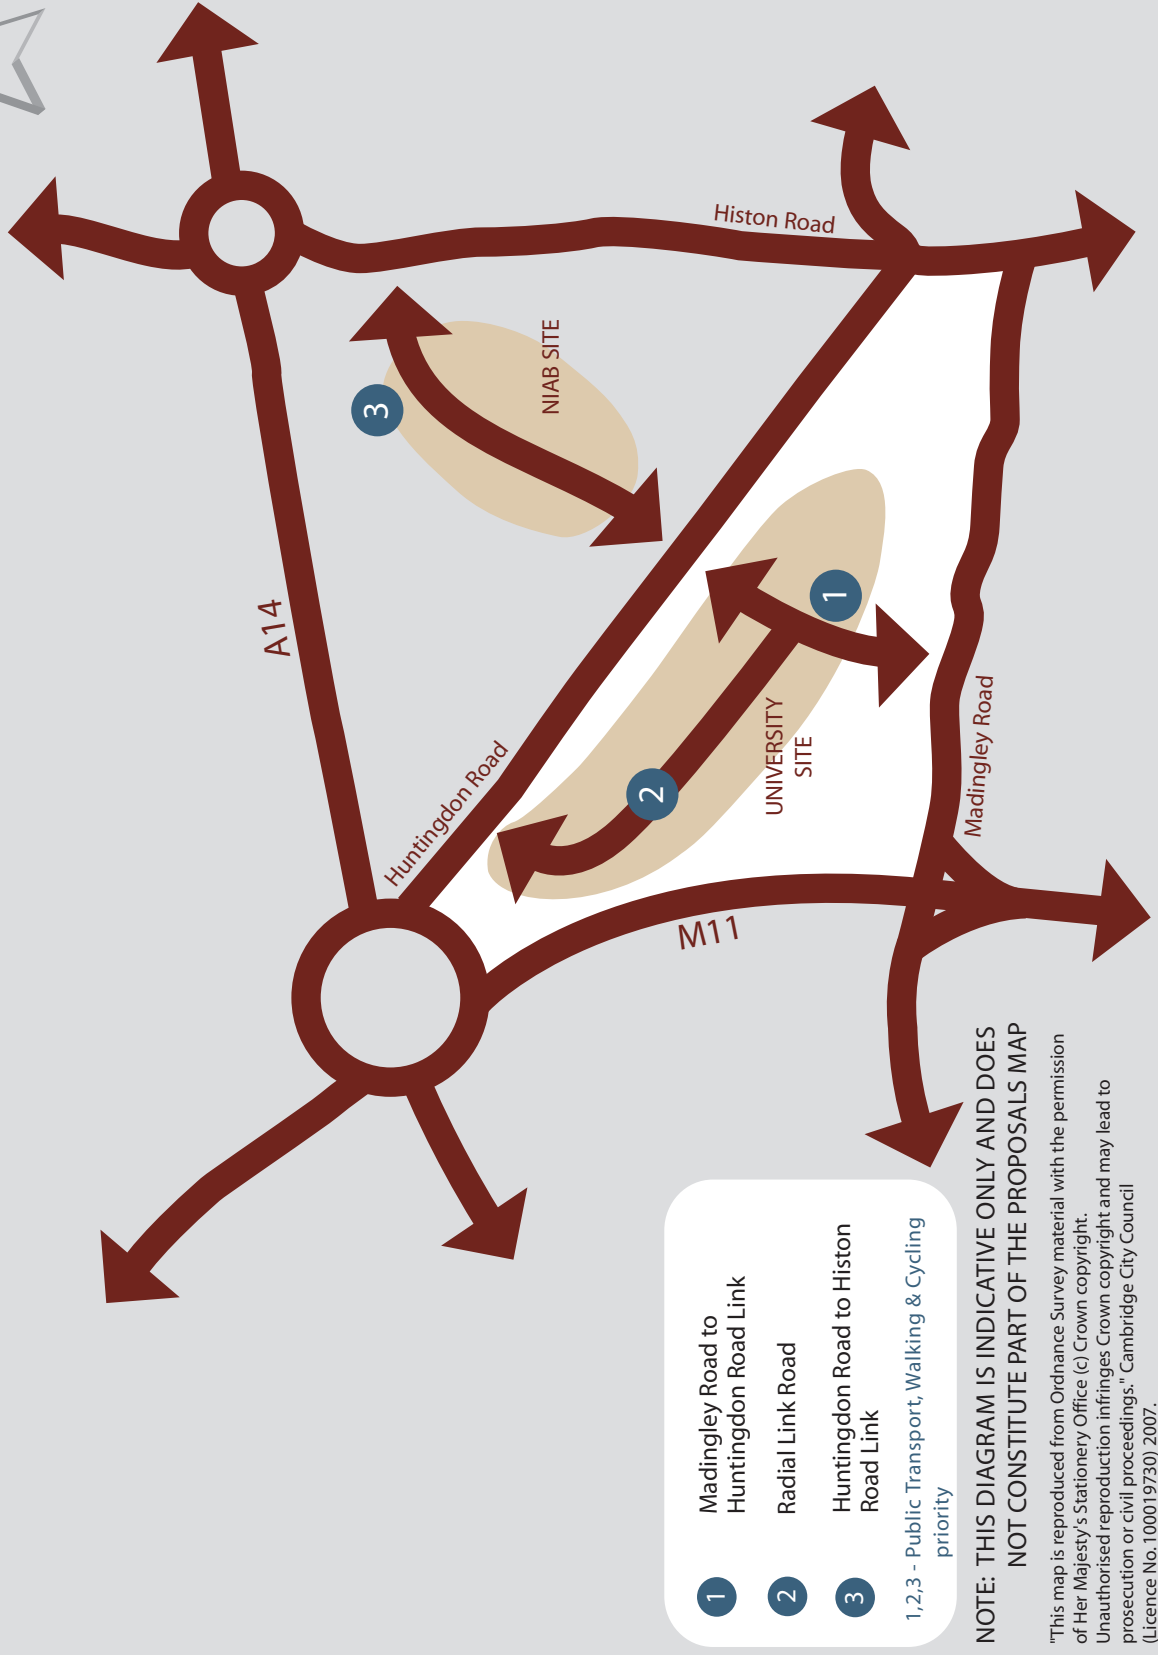 A14
Histon Road
3
NIAB SITE
Huntingdon Road
1
2
UNIVERSITY
SITE
Madingley Road
M11
1
Madingley Road to
Huntingdon Road Link
2
Radial Link Road
3
Huntingdon Road to Histon
Road Link
1,2,3 - Public Transport, Walking & Cycling
priority
NOTE: THIS DIAGRAM IS INDICATIVE ONLY AND DOES
NOT CONSTITUTE PART OF THE PROPOSALS MAP
"This map is reproduced from Ordnance Survey material with the permission
of Her Majesty's Stationery Office (c) Crown copyright.
Unauthorised reproduction infringes Crown copyright and may lead to
prosecution or civil proceedings." Cambridge City Council
(Licence No. 100019730) 2007.